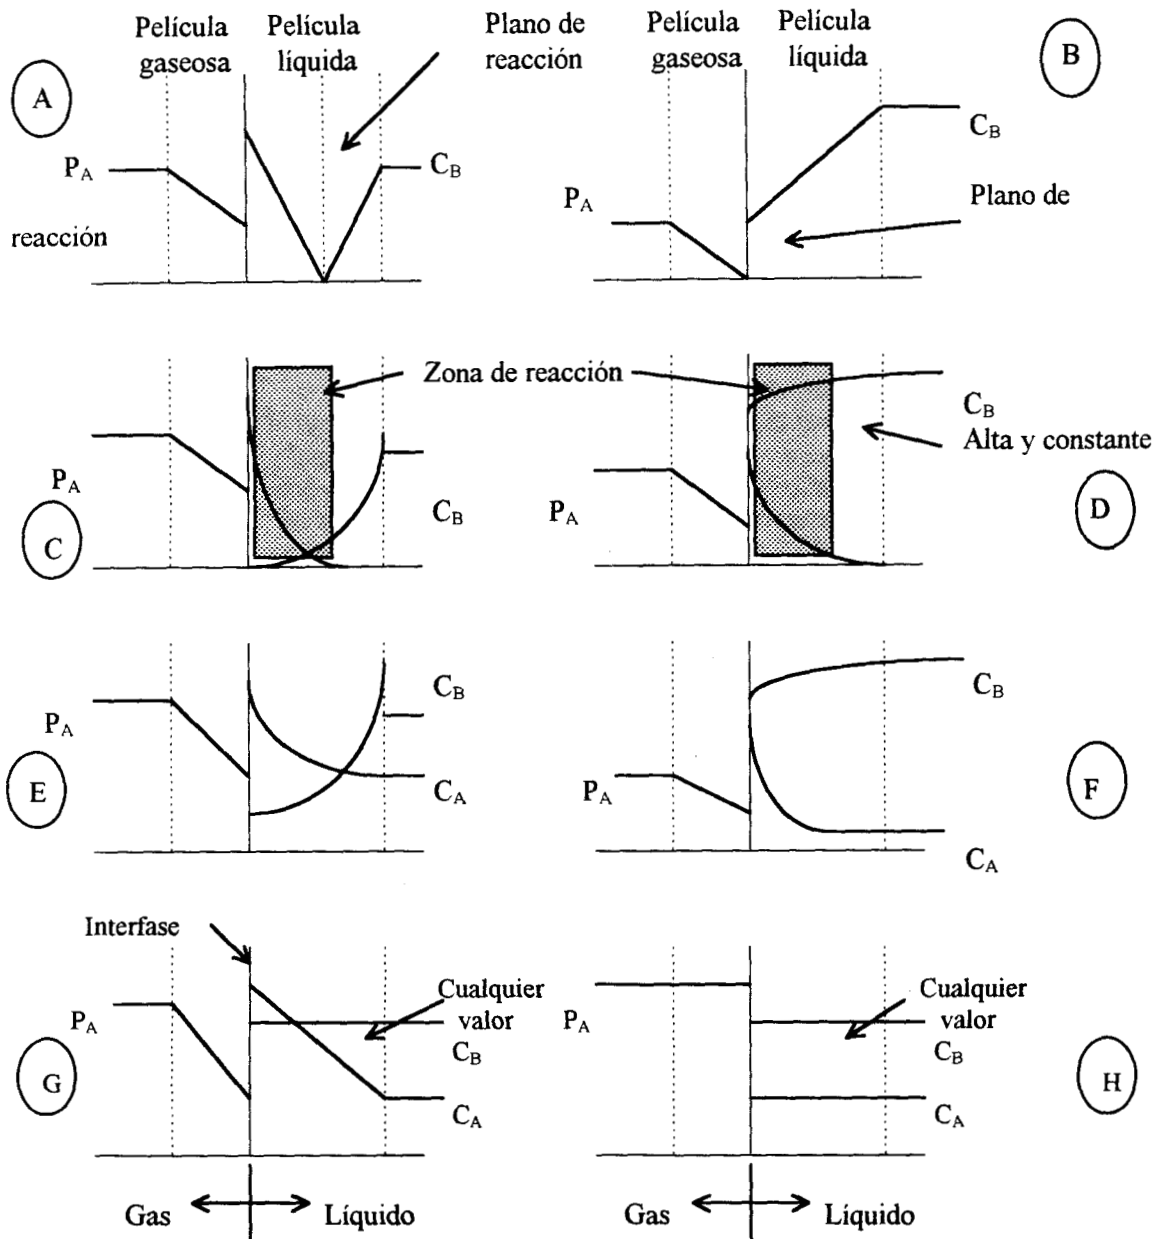 Película
gaseosa
Película
líquida
Plano de
reacción
Película
gaseosa
Película
líquida
A
B
P_A
C_B
reacción
P_A
C_B
Plano de
Zona de reacción
P_A
C_B
C
P_A
C_B
Alta y constante
D
P_A
C_B
C_A
E
P_A
C_B
C_A
F
Interfase
P_A
Cualquier
valor
C_B
C_A
G
P_A
Cualquier
valor
C_B
C_A
H
Gas
Líquido
Gas
Líquido